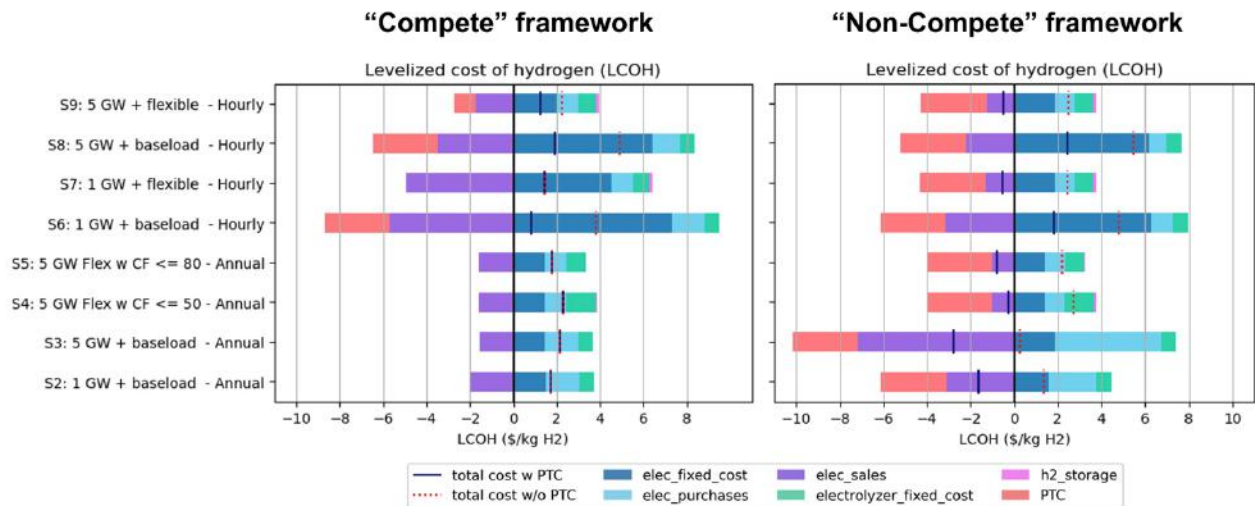 “Compete” framework
“Non-Compete” framework
Levelized cost of hydrogen (LCOH)
Levelized cost of hydrogen (LCOH)
S9: 5 GW + flexible - Hourly
S8: 5 GW + baseload - Hourly
S7: 1 GW + flexible - Hourly
S6: 1 GW + baseload - Hourly
S5: 5 GW Flex w CF <= 80 - Annual
S4: 5 GW Flex w CF <= 50 - Annual
S3: 5 GW + baseload - Annual
S2: 1 GW + baseload - Annual
−10 −8 −6 −4 −2 0 2 4 6 8
LCOH ($/kg H2)
−10 −8 −6 −4 −2 0 2 4 6 8 10
LCOH ($/kg H2)
total cost w PTC
total cost w/o PTC
elec_fixed_cost
elec_purchases
elec_sales
electrolyzer_fixed_cost
h2_storage
PTC